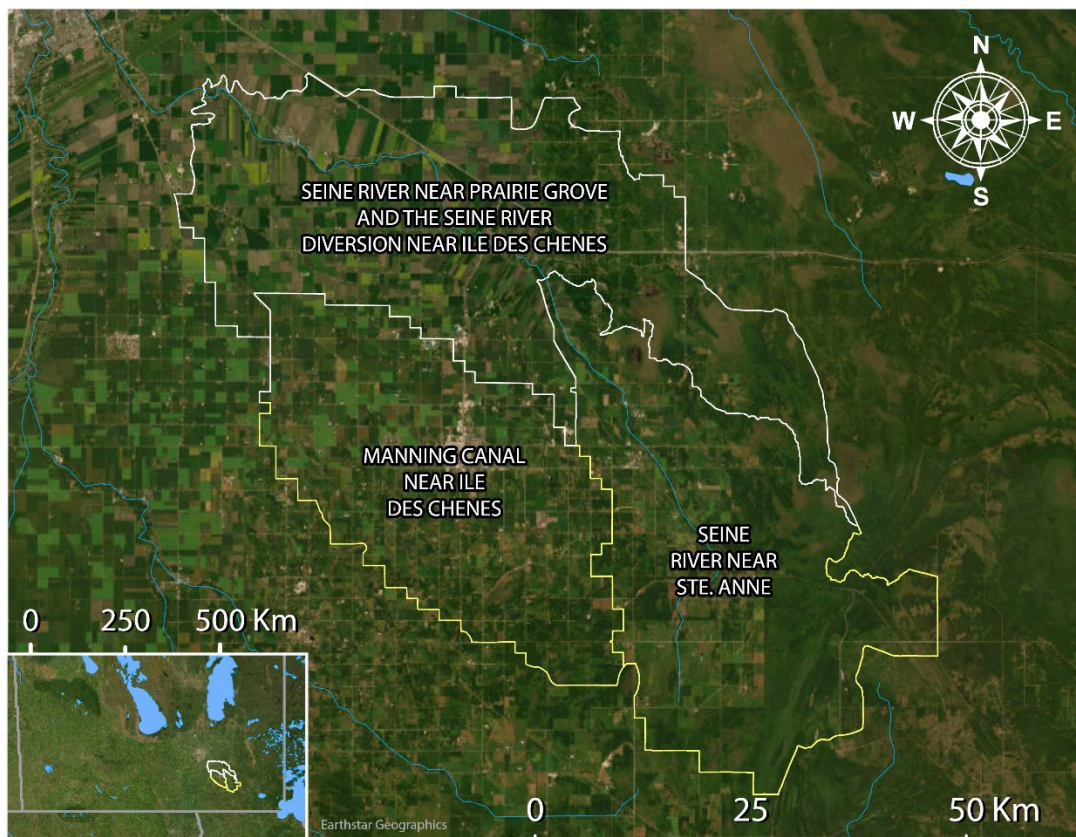 N
W E
S
SEINE RIVER NEAR PRAIRIE GROVE
AND THE SEINE RIVER
DIVERSION NEAR ILE DES CHENES
MANNING CANAL
NEAR ILE
DES CHENES
SEINE
RIVER NEAR
STE. ANNE
0 250 500 Km
0 25 50 Km
Earthstar Geographics